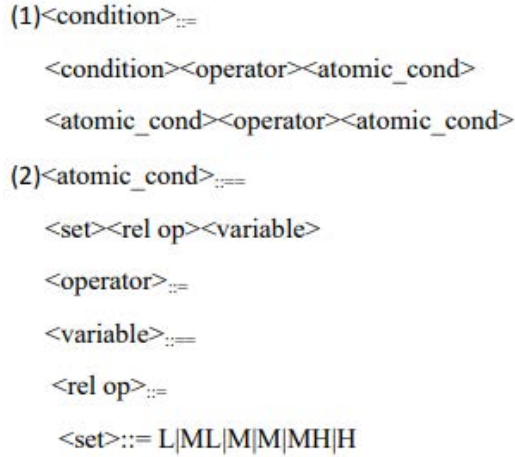 (1)<condition>::=
<condition><operator><atomic_cond>
<atomic_cond><operator><atomic_cond>
(2)<atomic_cond>::==
<set><rel op><variable>
<operator>::=
<variable>::==
<rel op>::=
<set>::= L|ML|M|M|MH|H